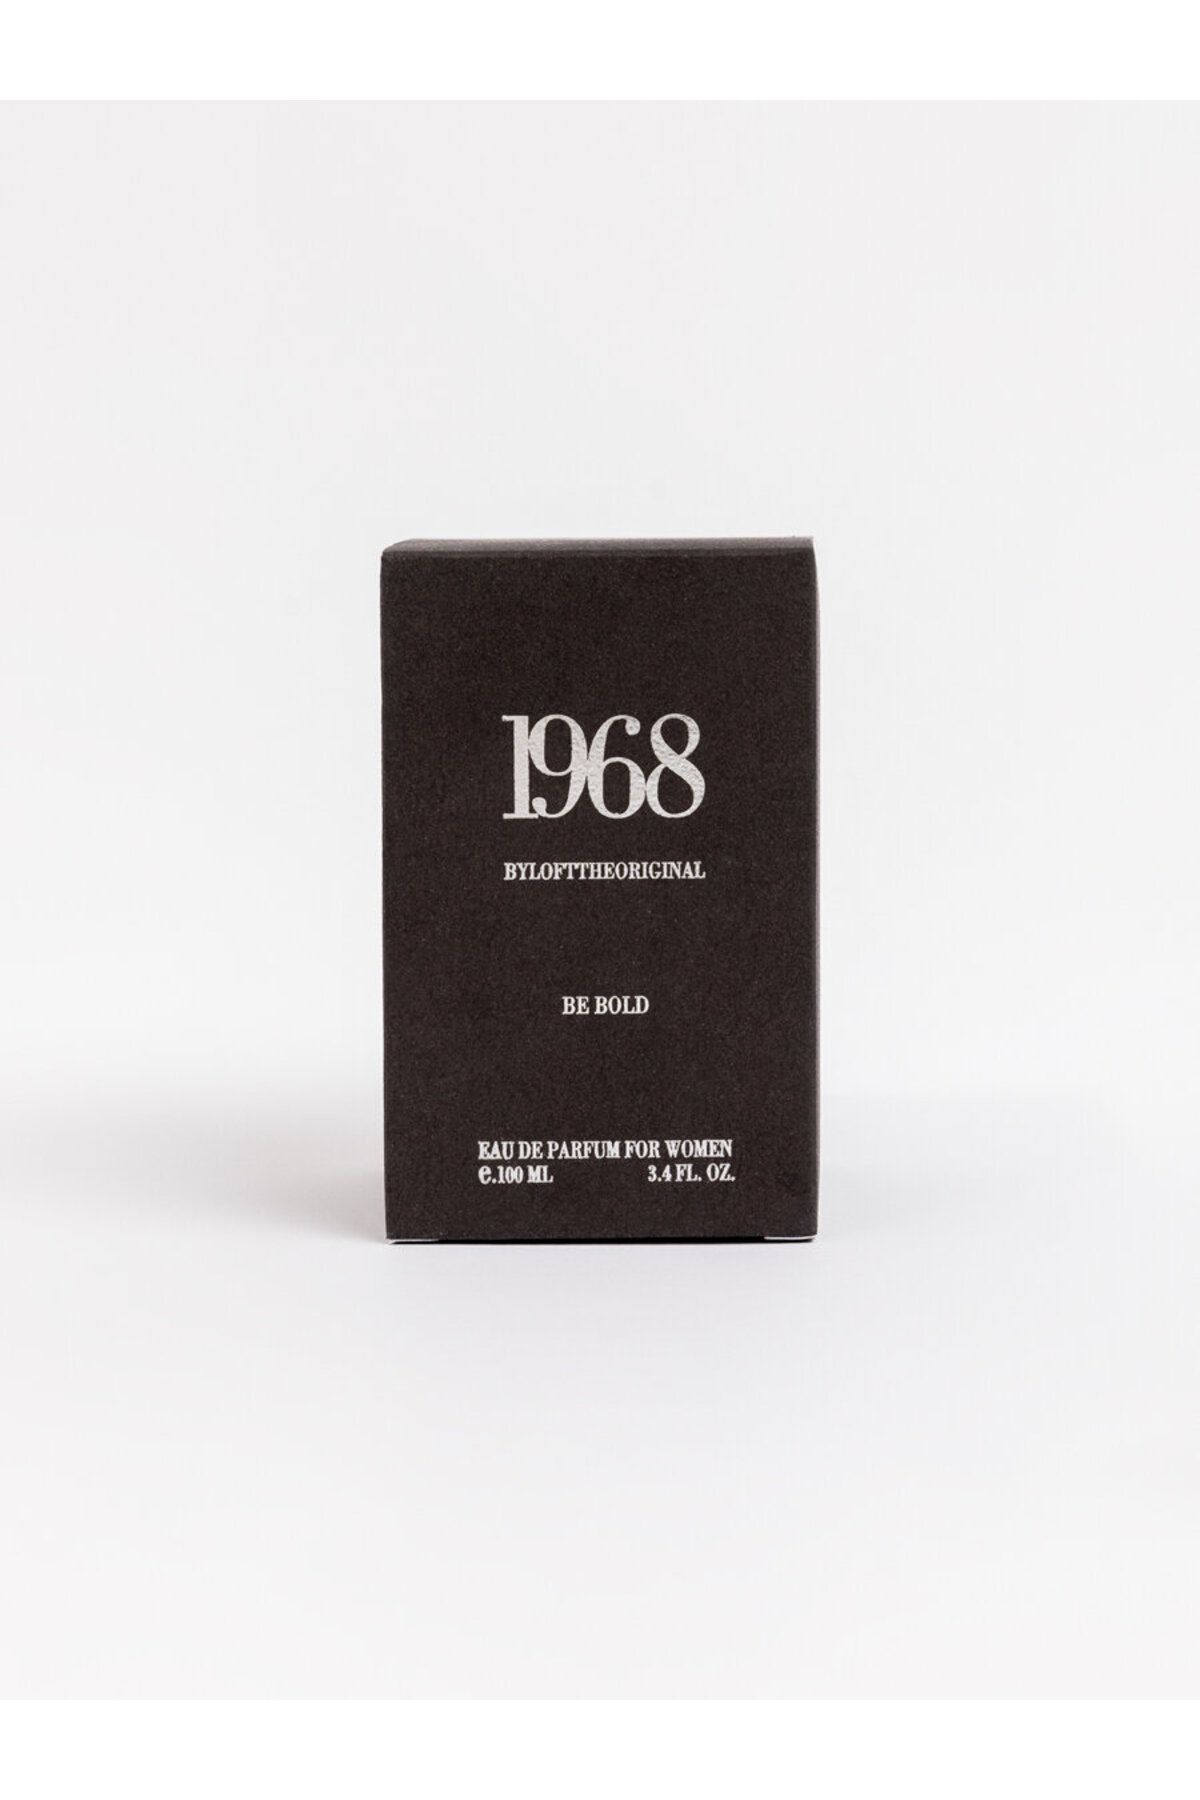 1968
BYLOFTTHEORIGINAL
BE BOLD
EAU DE PARFUM FOR WOMEN
e.100 ML 3.4 FL. OZ.